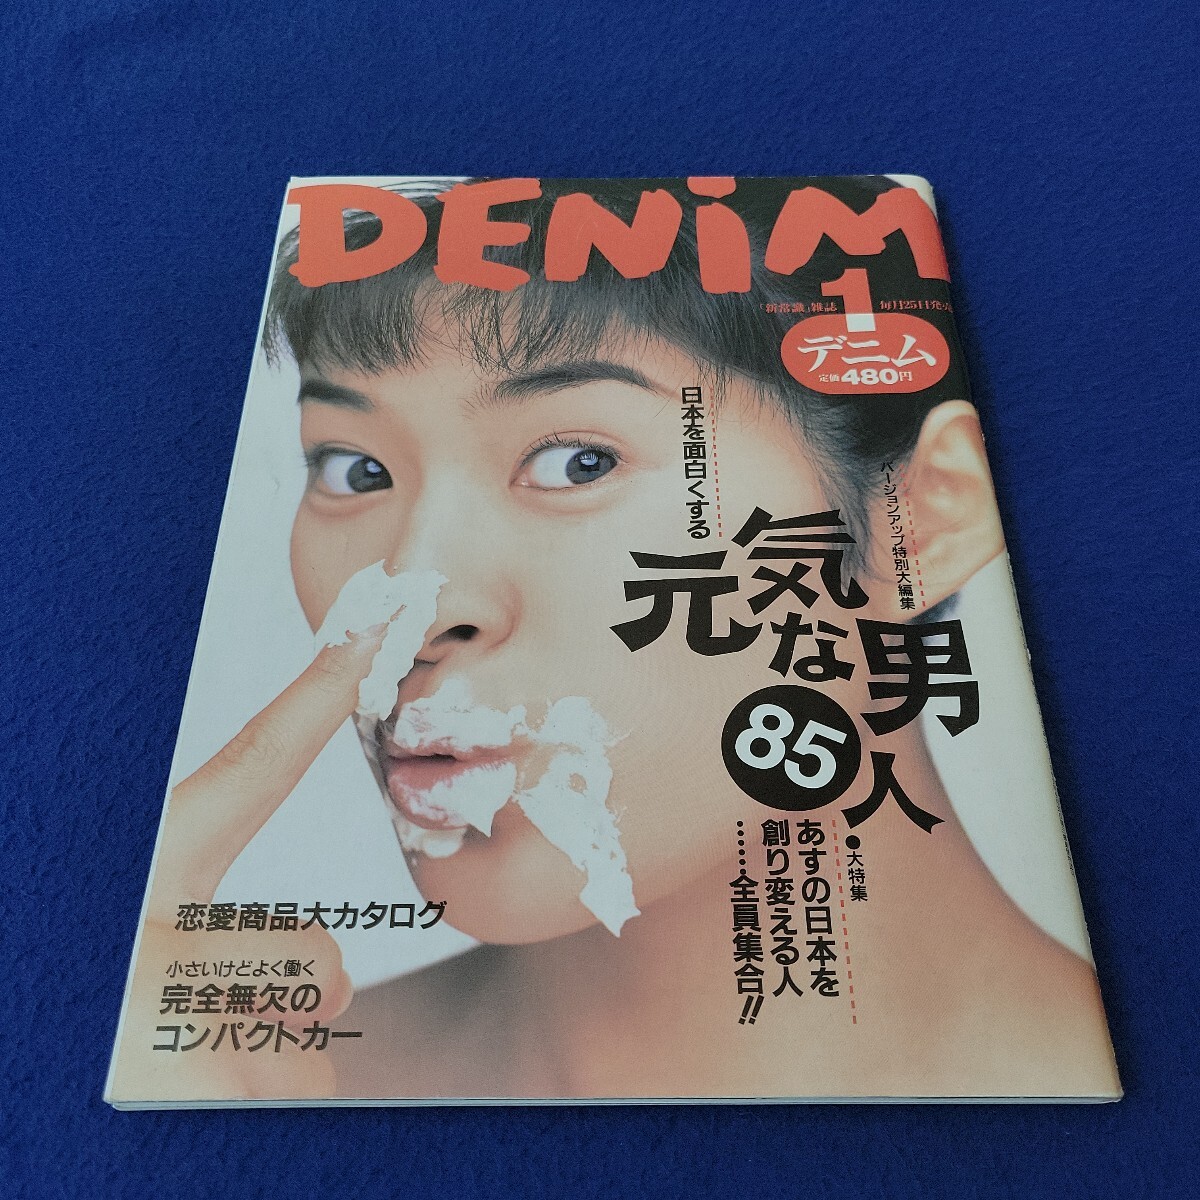 DENiM
「新常識」雑誌
1
毎月25日発売
デニム
定価480円
バージョンアップ特別大編集
日本を面白くする
元気な男
85人
●大特集
あすの日本を
創り変える人
……全員集合!!
恋愛商品大カタログ
小さいけどよく働く
完全無欠の
コンパクトカー